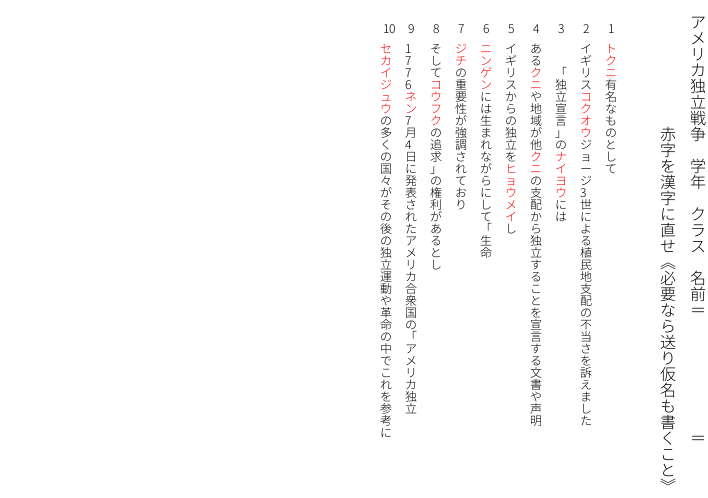 アメリカ独立戦争　学年　クラス　名前＝　　　　　　　＝
赤字を漢字に直せ《必要なら送り仮名も書くこと》
1 トクニ有名なものとして
2 イギリスコクオウジョージ3世による植民地支配の不当さを訴えました
3 「独立宣言」のナイヨウには
4 あるクニや地域が他クニの支配から独立することを宣言する文書や声明
5 イギリスからの独立をヒョウメイし
6 ニンゲンには生まれながらにして「生命
7 ジチの重要性が強調されており
8 そしてコウフクの追求」の権利があるとし
9 1776ネン7月4日に発表されたアメリカ合衆国の「アメリカ独立
10 セカイジュウの多くの国々がその後の独立運動や革命の中でこれを参考に